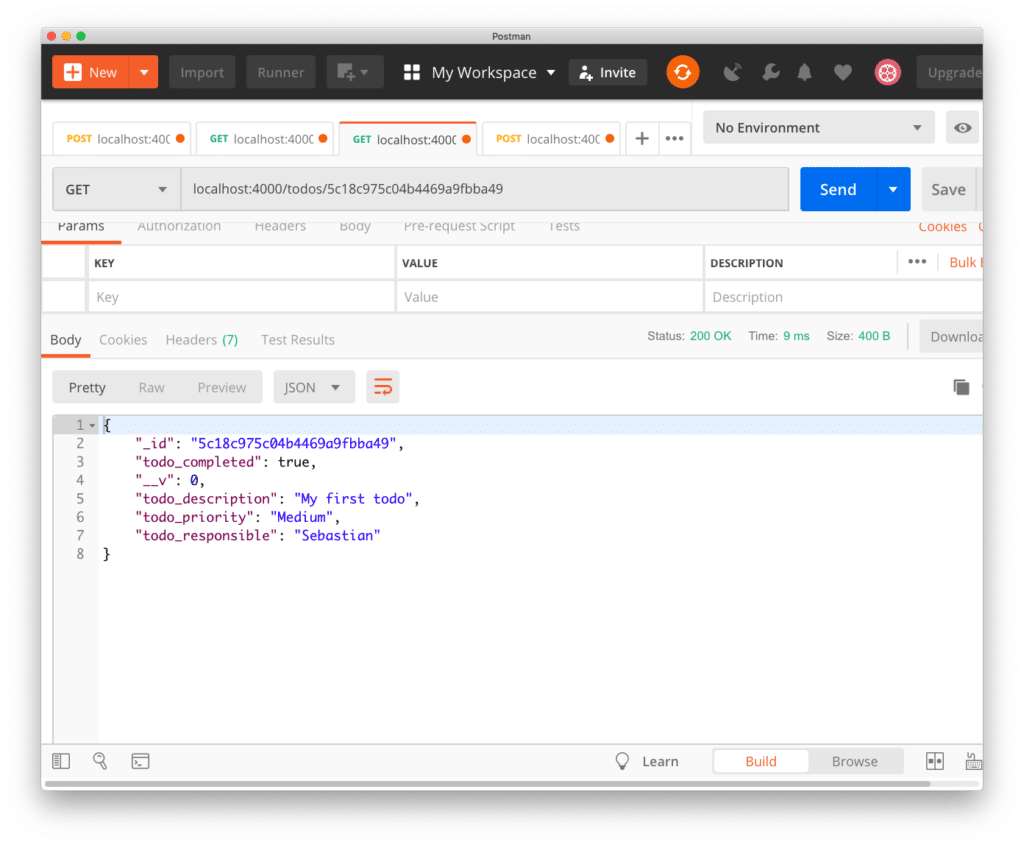 Postman
New Import Runner My Workspace Invite Upgrade
POST localhost:400 GET localhost:4000 GET localhost:4000 POST localhost:400 + •••
No Environment
GET localhost:4000/todos/5c18c975c04b4469a9fbba49 Send Save
Params Authorization Headers Body Pre-request Script Tests Cookies
KEY VALUE DESCRIPTION ••• Bulk
Key Value Description
Body Cookies Headers (7) Test Results Status: 200 OK Time: 9 ms Size: 400 B Downloa
Pretty Raw Preview JSON
1 {
2 "_id": "5c18c975c04b4469a9fbba49",
3 "todo_completed": true,
4 "__v": 0,
5 "todo_description": "My first todo",
6 "todo_priority": "Medium",
7 "todo_responsible": "Sebastian"
8 }
Learn Build Browse